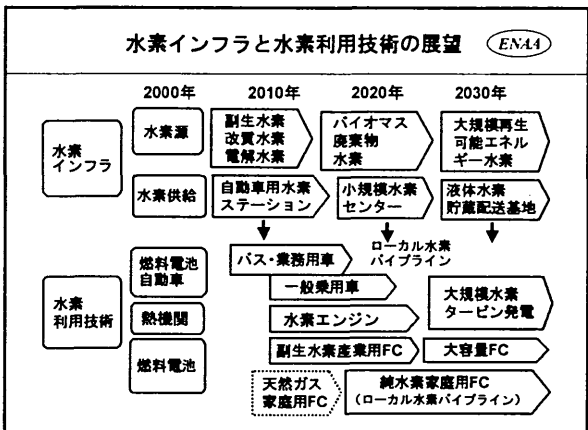 水素インフラと水素利用技術の展望
ENAA
2000年 2010年 2020年 2030年
水素
インフラ
水素源
副生水素
改質水素
電解水素
バイオマス
廃棄物
水素
大規模再生
可能エネル
ギー水素
水素供給
自動車用水素
ステーション
小規模水素
センター
液体水素
貯蔵配送基地
水素
利用技術
燃料電池
自動車
バス・業務用車
ローカル水素
パイプライン
一般乗用車
熱機関
水素エンジン
大規模水素
タービン発電
燃料電池
副生水素産業用FC
大容量FC
天然ガス
家庭用FC
純水素家庭用FC
(ローカル水素パイプライン)